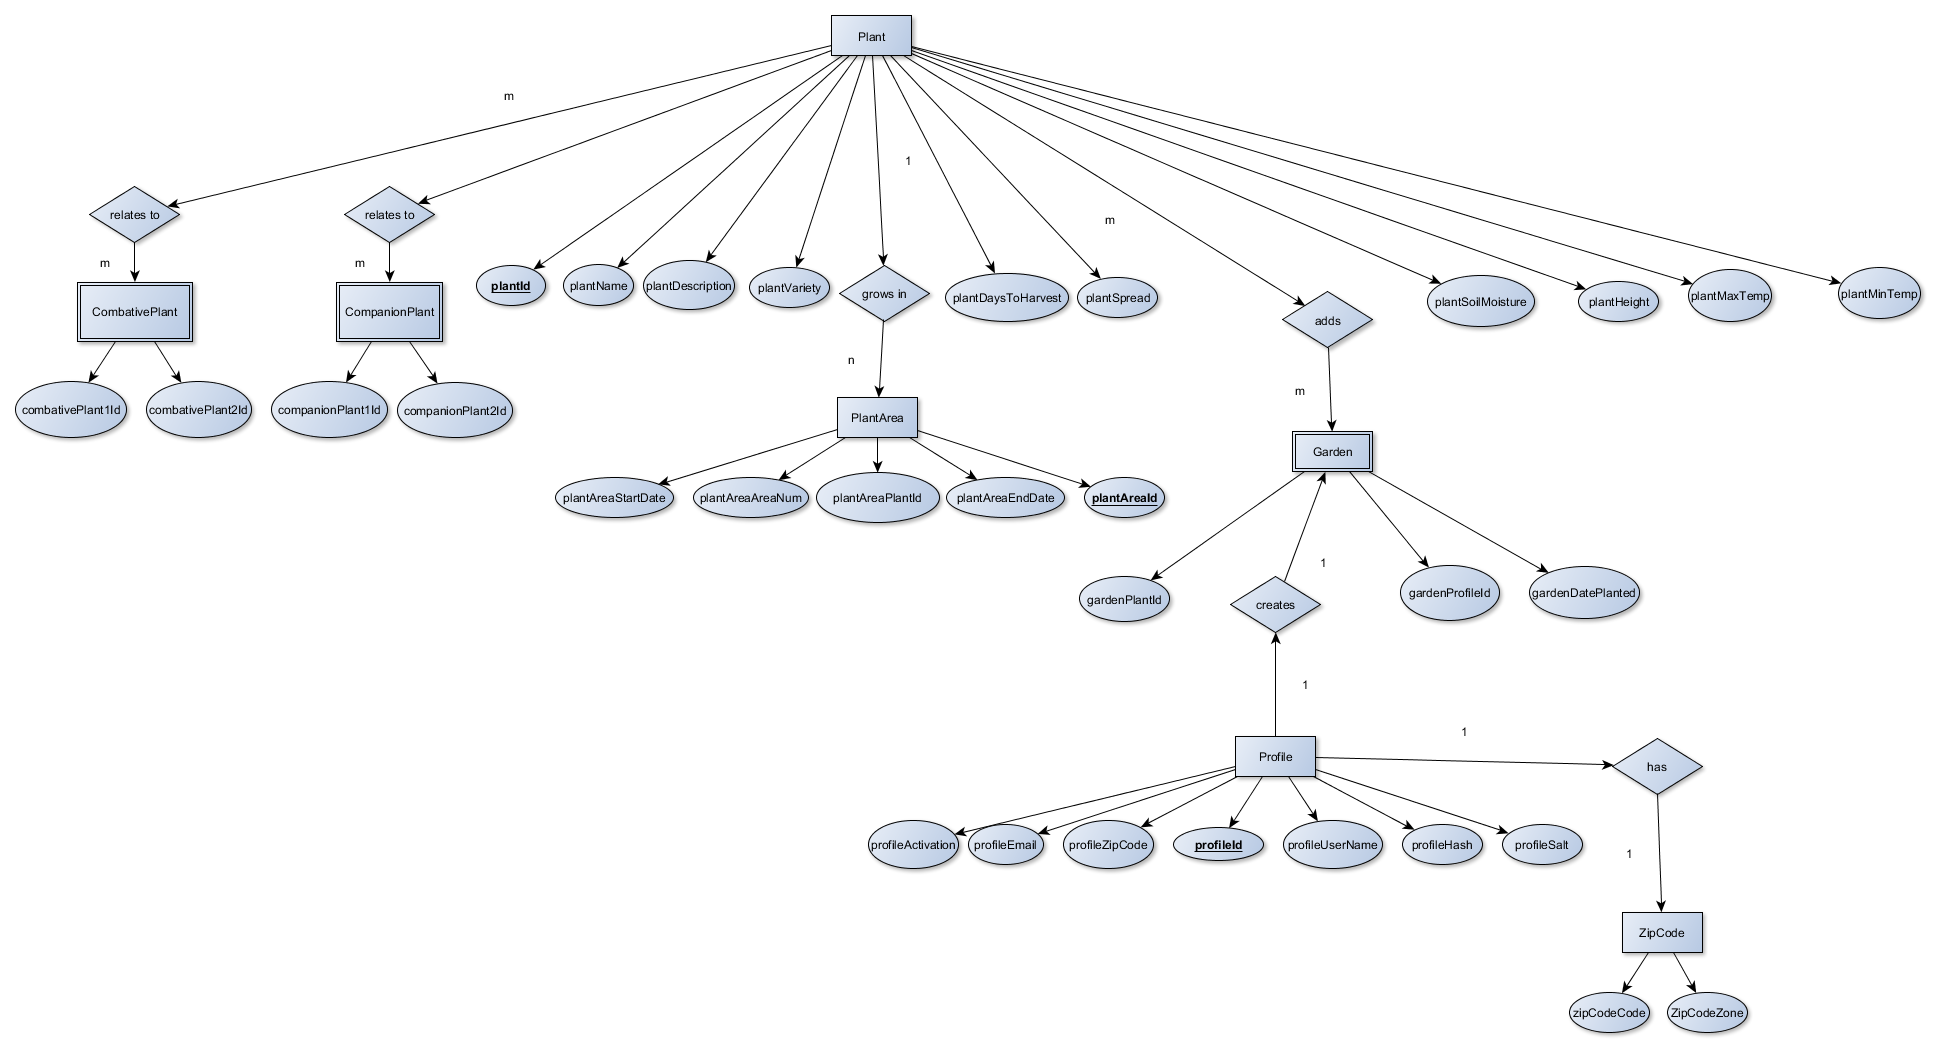 Plant
m
1
m
relates to
relates to
m
m
plantId
plantName
plantDescription
plantVariety
grows in
plantDaysToHarvest
plantSpread
adds
plantSoilMoisture
plantHeight
plantMaxTemp
plantMinTemp
CombativePlant
CompanionPlant
n
m
combativePlant1Id
combativePlant2Id
companionPlant1Id
companionPlant2Id
PlantArea
Garden
plantAreaStartDate
plantAreaAreaNum
plantAreaPlantId
plantAreaEndDate
plantAreaId
1
gardenPlantId
creates
gardenProfileId
gardenDatePlanted
1
1
Profile
has
profileActivation
profileEmail
profileZipCode
profileId
profileUserName
profileHash
profileSalt
1
ZipCode
zipCodeCode
ZipCodeZone